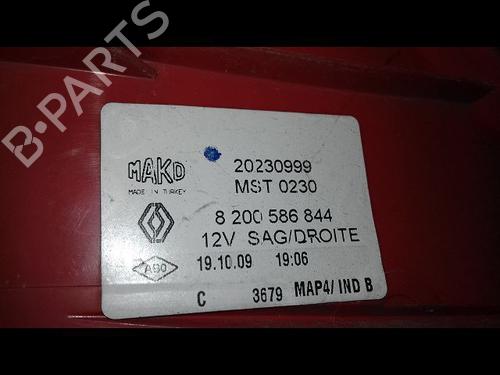 B-PARTS
MAKO
MADE IN TURKEY
20230999
MST 0230
8 200 586 844
12V SAG/DROITE
A90
19.10.09 19:06
C 3679 MAP4/ IND B